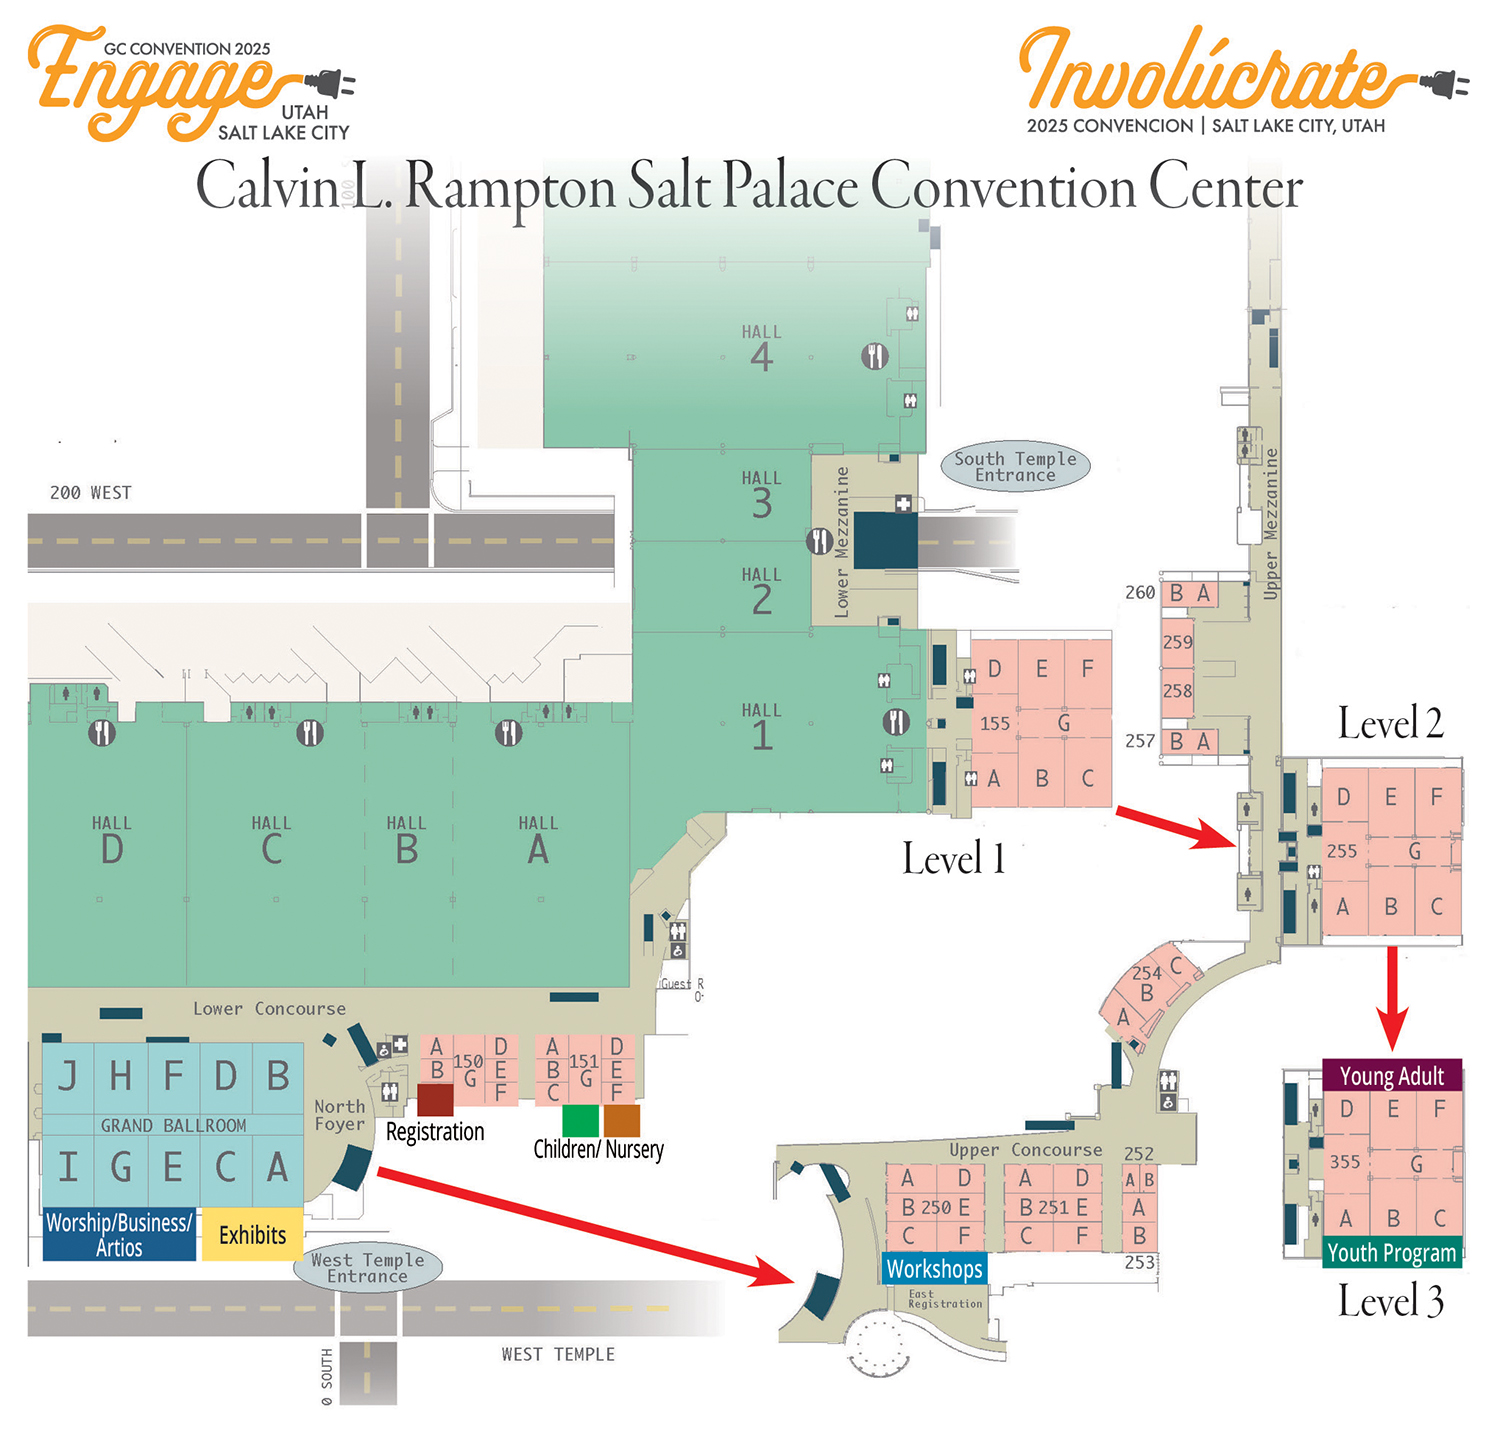 GC CONVENTION 2025
Engage
UTAH
SALT LAKE CITY
Involúcrate
2025 CONVENCION | SALT LAKE CITY, UTAH
Calvin L. Rampton Salt Palace Convention Center
HALL
4
HALL
3
HALL
2
HALL
1
Lower Mezzanine
South Temple
Entrance
200 WEST
Upper Mezzanine
260
B A
259
258
257
B A
D E F
155 G
A B C
Level 1
Level 2
D E F
255 G
A B C
HALL
D
HALL
C
HALL
B
HALL
A
Lower Concourse
Guest R
254
A B C
J H F D B
GRAND BALLROOM
I G E C A
North
Foyer
A D
B 150 E
G F
A D
B 151 E
C G F
Registration
Children/ Nursery
Worship/Business/
Artios
Exhibits
West Temple
Entrance
WEST TEMPLE
0 SOUTH
Upper Concourse
252
A D
B 250 E
C F
A D
B 251 E
C F
A B
A
B
253
Workshops
East
Registration
Young Adult
D E F
355 G
A B C
Youth Program
Level 3